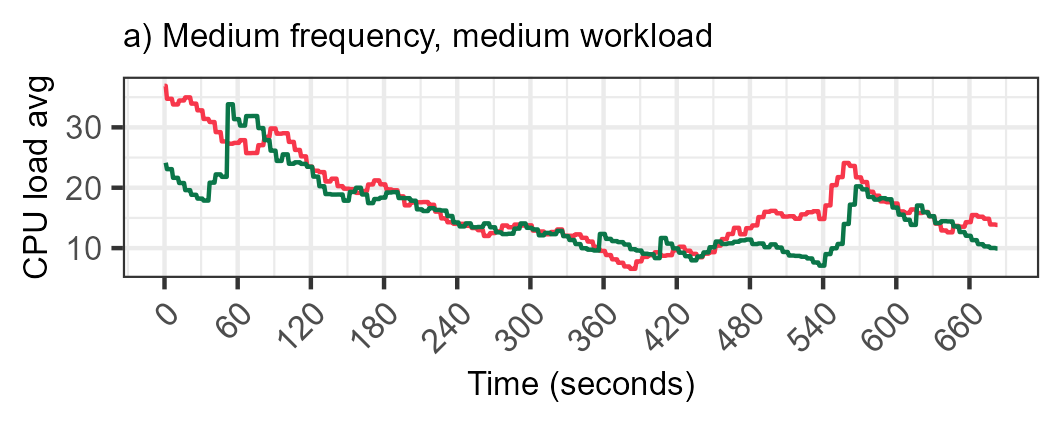 a) Medium frequency, medium workload
CPU load avg
30
20
10
0 60 120 180 240 300 360 420 480 540 600 660
Time (seconds)